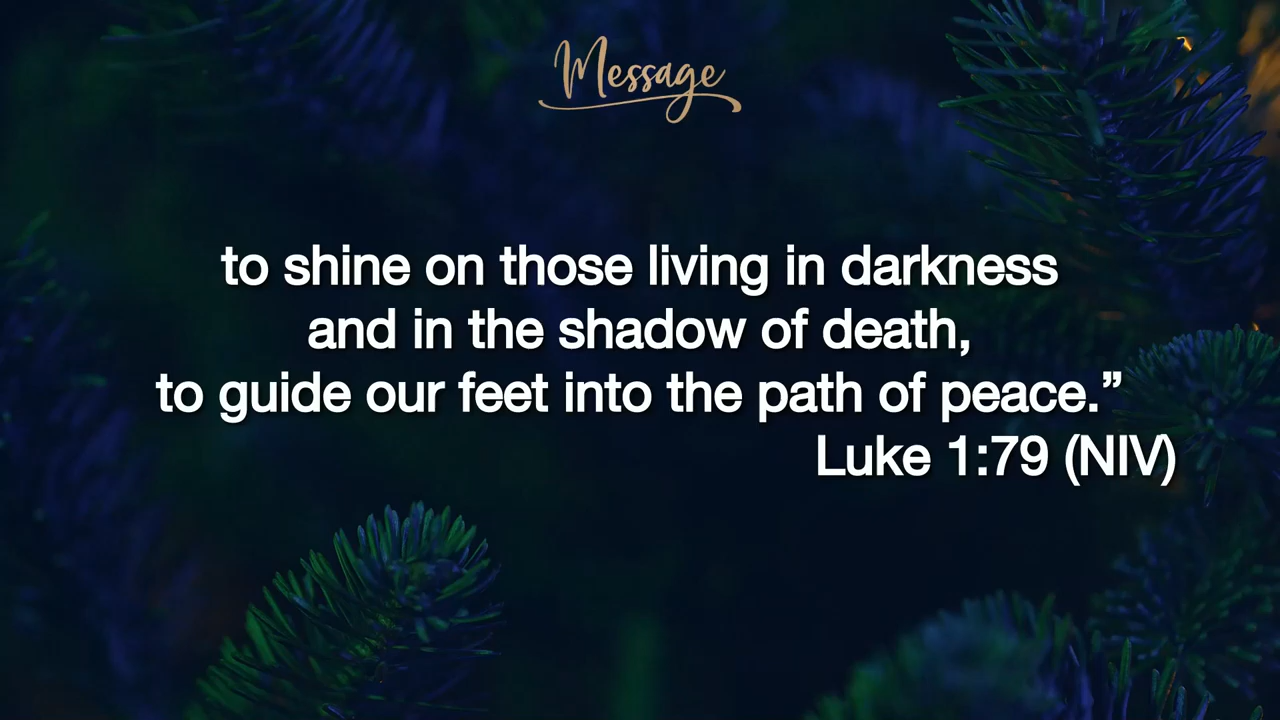 Message
to shine on those living in darkness
and in the shadow of death,
to guide our feet into the path of peace.”
Luke 1:79 (NIV)